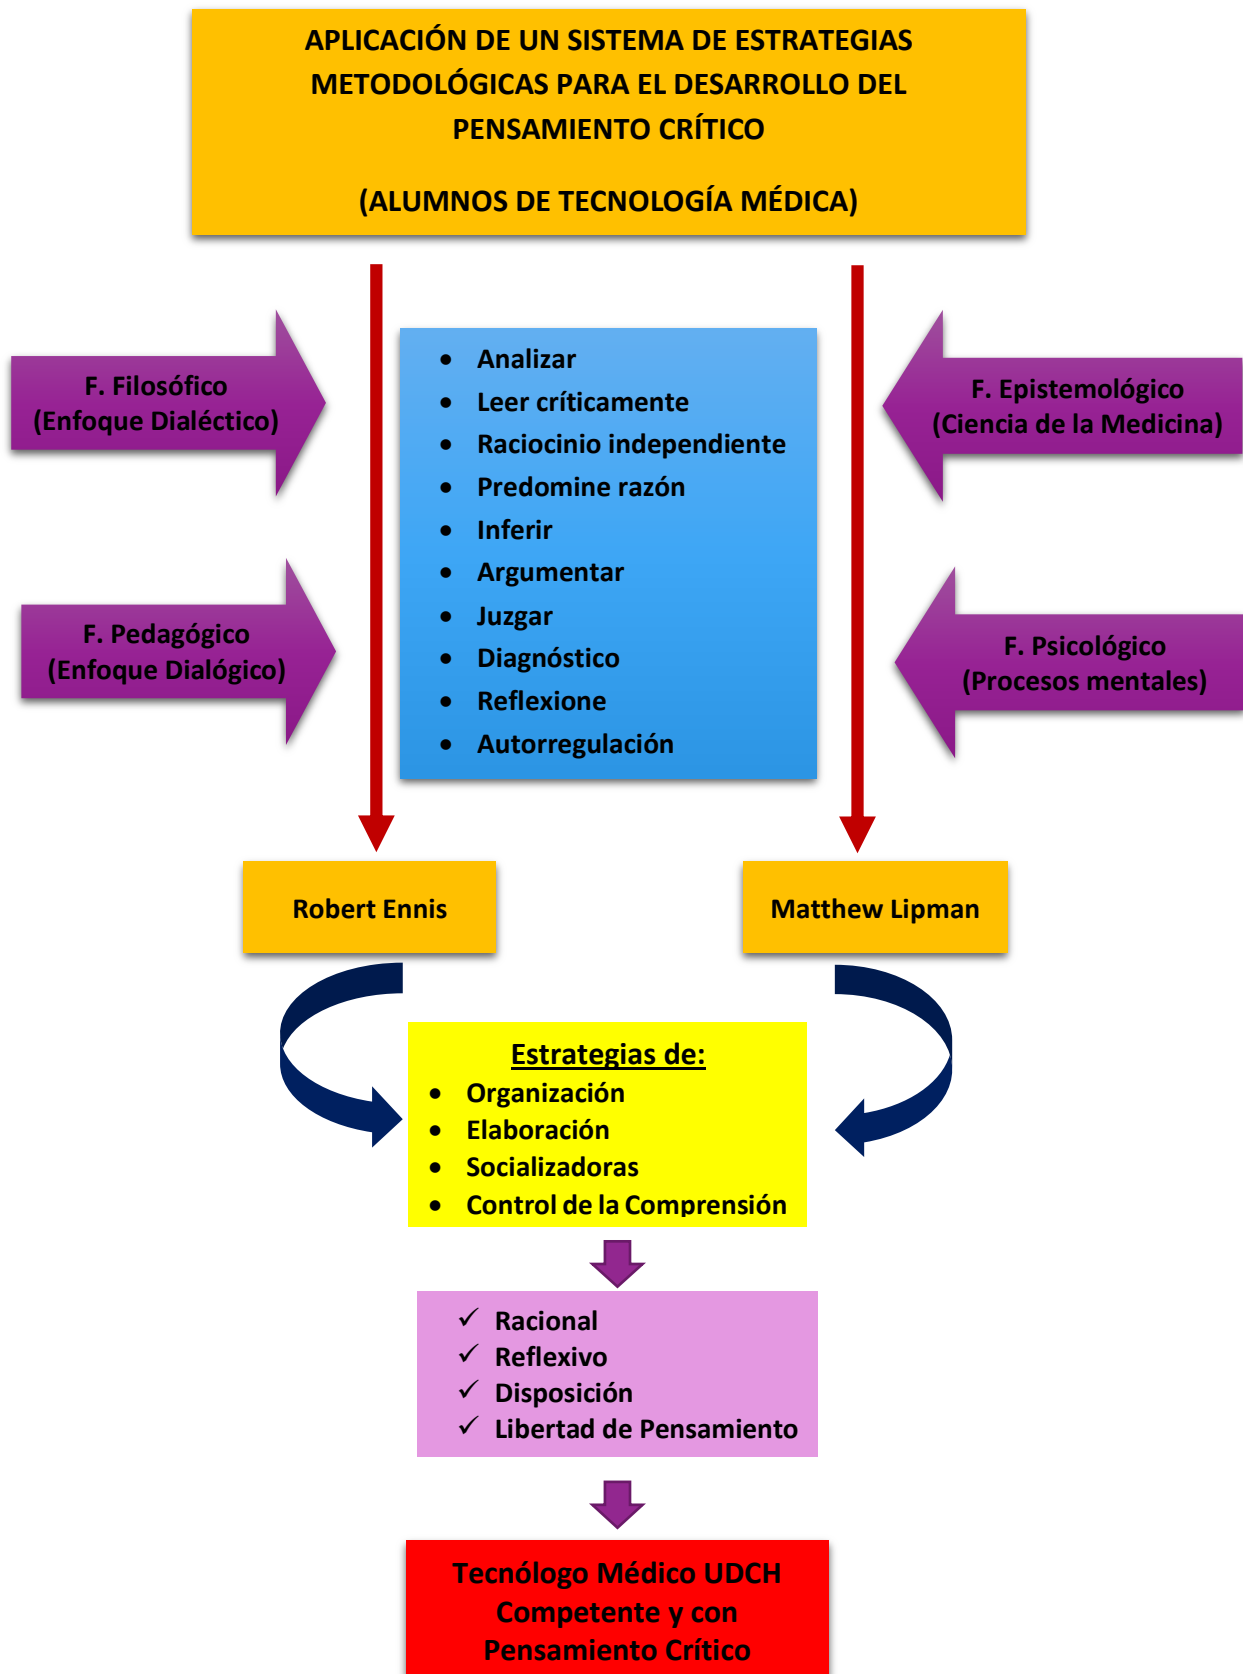 APLICACIÓN DE UN SISTEMA DE ESTRATEGIAS
METODOLÓGICAS PARA EL DESARROLLO DEL
PENSAMIENTO CRÍTICO
(ALUMNOS DE TECNOLOGÍA MÉDICA)
F. Filosófico
(Enfoque Dialéctico)
F. Pedagógico
(Enfoque Dialógico)
• Analizar
• Leer críticamente
• Raciocinio independiente
• Predomine razón
• Inferir
• Argumentar
• Juzgar
• Diagnóstico
• Reflexione
• Autorregulación
F. Epistemológico
(Ciencia de la Medicina)
F. Psicológico
(Procesos mentales)
Robert Ennis
Matthew Lipman
Estrategias de:
• Organización
• Elaboración
• Socializadoras
• Control de la Comprensión
✓ Racional
✓ Reflexivo
✓ Disposición
✓ Libertad de Pensamiento
Tecnólogo Médico UDCH
Competente y con
Pensamiento Crítico